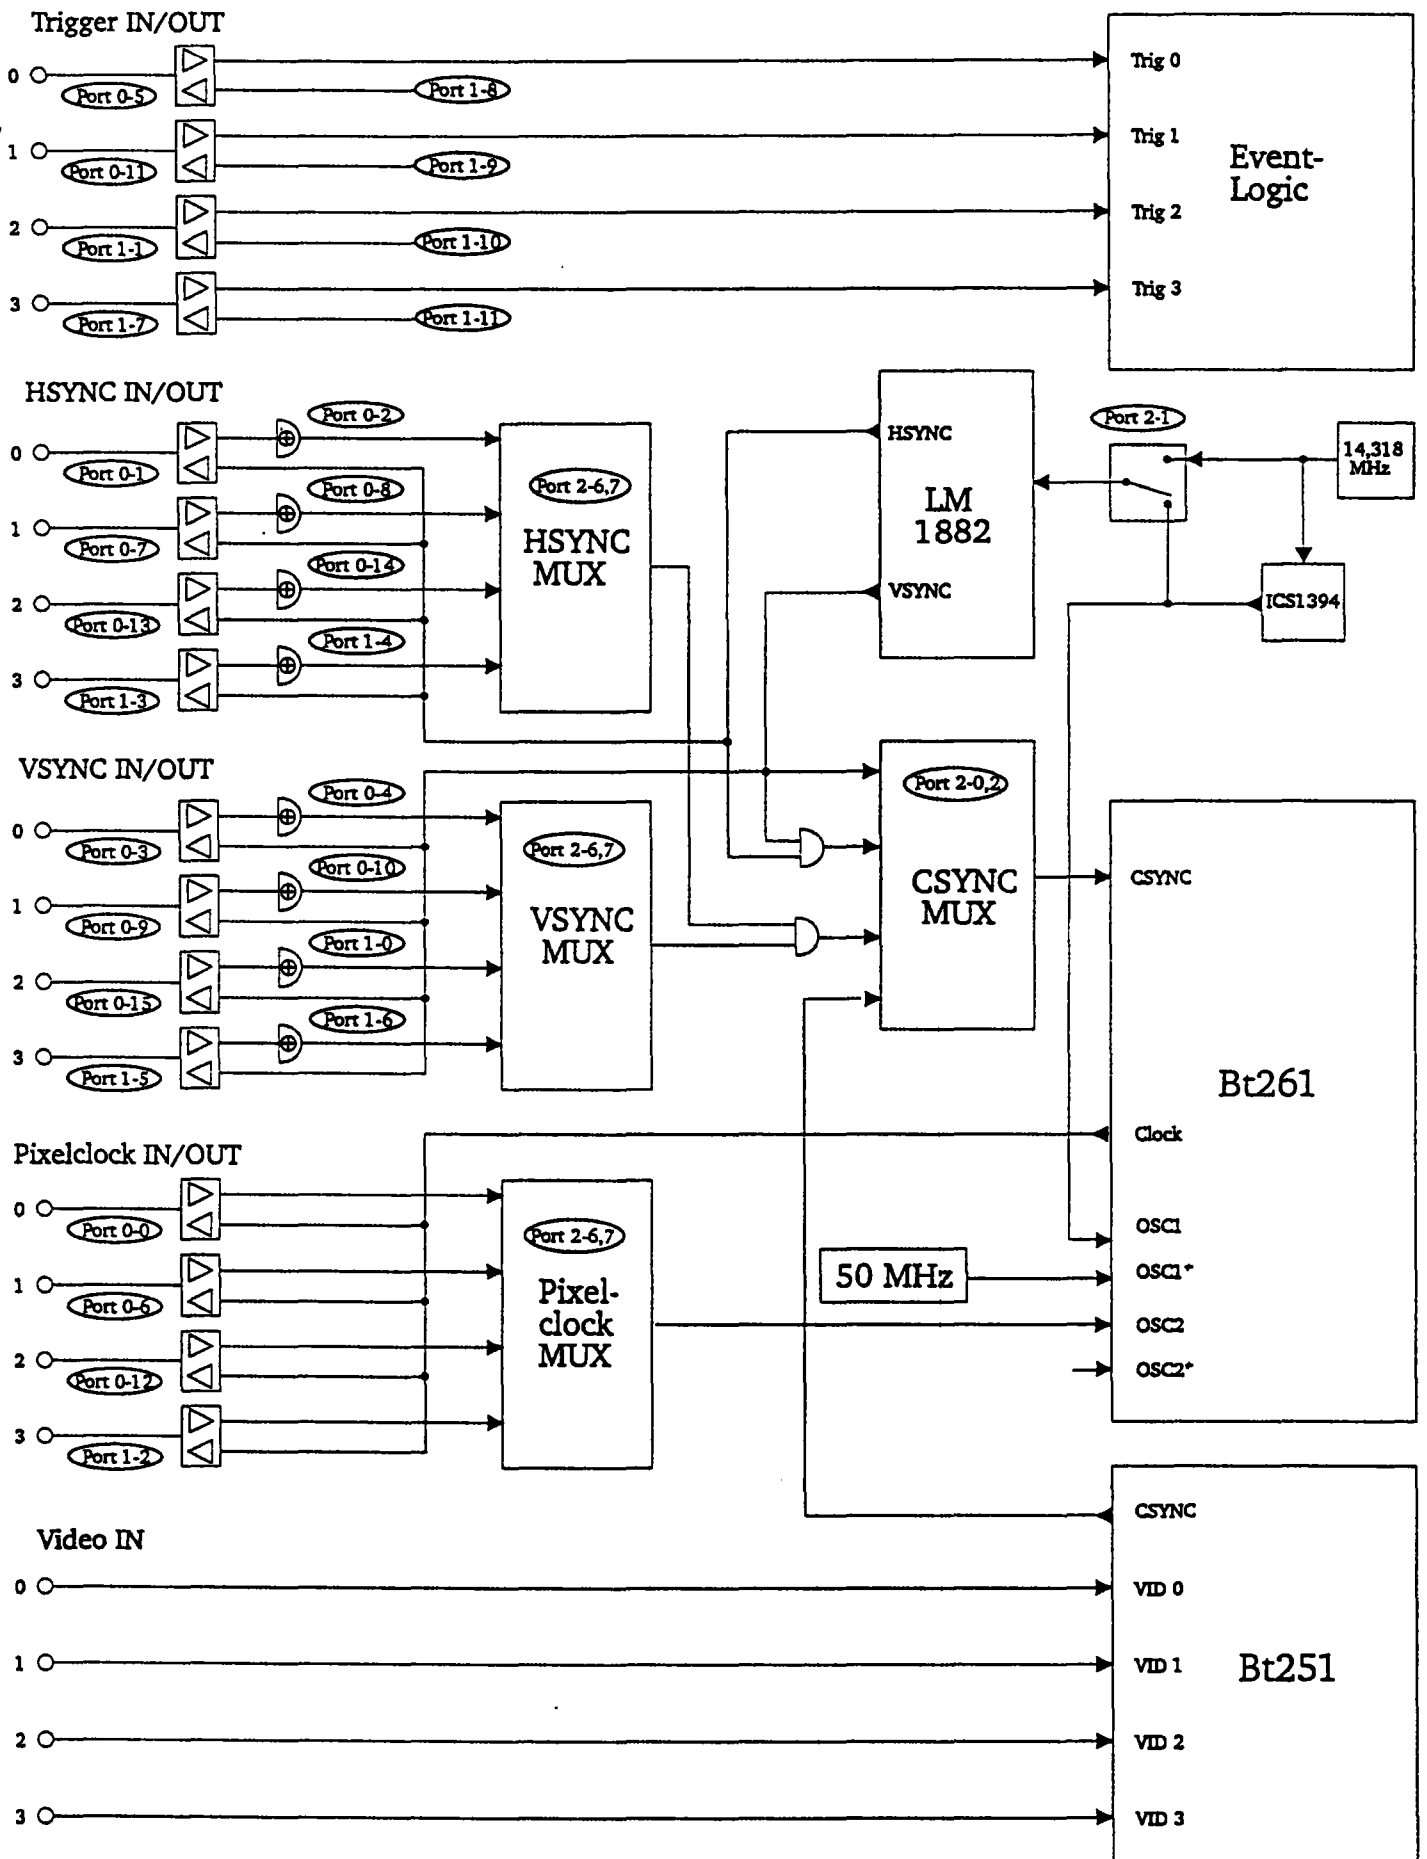 Trigger IN/OUT
0
Port 0-5
Port 1-8
Trig 0
1
Port 0-11
Port 1-9
Trig 1
2
Port 1-1
Port 1-10
Trig 2
3
Port 1-7
Port 1-11
Trig 3
Event-
Logic
HSYNC IN/OUT
0
Port 0-1
Port 0-2
1
Port 0-7
Port 0-8
2
Port 0-13
Port 0-14
3
Port 1-3
Port 1-4
Port 2-6,7
HSYNC
MUX
HSYNC
LM
1882
VSYNC
Port 2-1
14,318
MHz
ICS1394
VSYNC IN/OUT
0
Port 0-3
Port 0-4
1
Port 0-9
Port 0-10
2
Port 0-15
Port 1-0
3
Port 1-5
Port 1-6
Port 2-6,7
VSYNC
MUX
Port 2-0,2
CSYNC
MUX
CSYNC
Bt261
Clock
OSC1
OSC1*
OSC2
OSC2*
Pixelclock IN/OUT
0
Port 0-0
1
Port 0-6
2
Port 0-12
3
Port 1-2
Port 2-6,7
Pixel-
clock
MUX
50 MHz
Video IN
0
1
2
3
CSYNC
VID 0
VID 1
VID 2
VID 3
Bt251